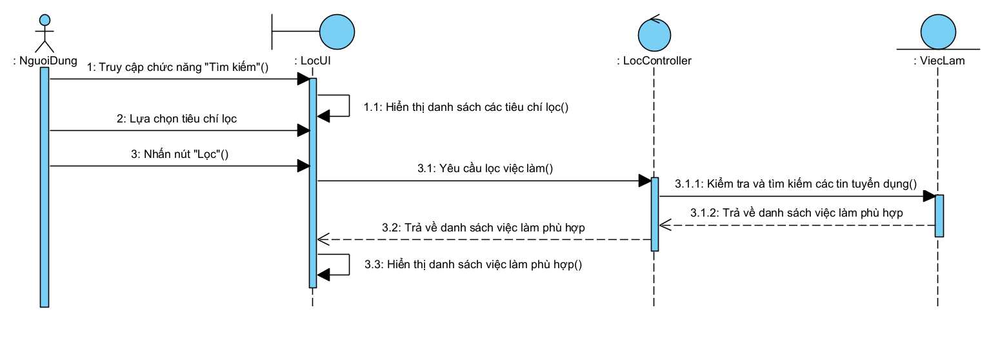 : NguoiDung
: LocUI
: LocController
: ViecLam
1: Truy cập chức năng "Tìm kiếm"()
1.1: Hiển thị danh sách các tiêu chí lọc()
2: Lựa chọn tiêu chí lọc
3: Nhấn nút "Lọc"()
3.1: Yêu cầu lọc việc làm()
3.1.1: Kiểm tra và tìm kiếm các tin tuyển dụng()
3.1.2: Trả về danh sách việc làm phù hợp
3.2: Trả về danh sách việc làm phù hợp
3.3: Hiển thị danh sách việc làm phù hợp()